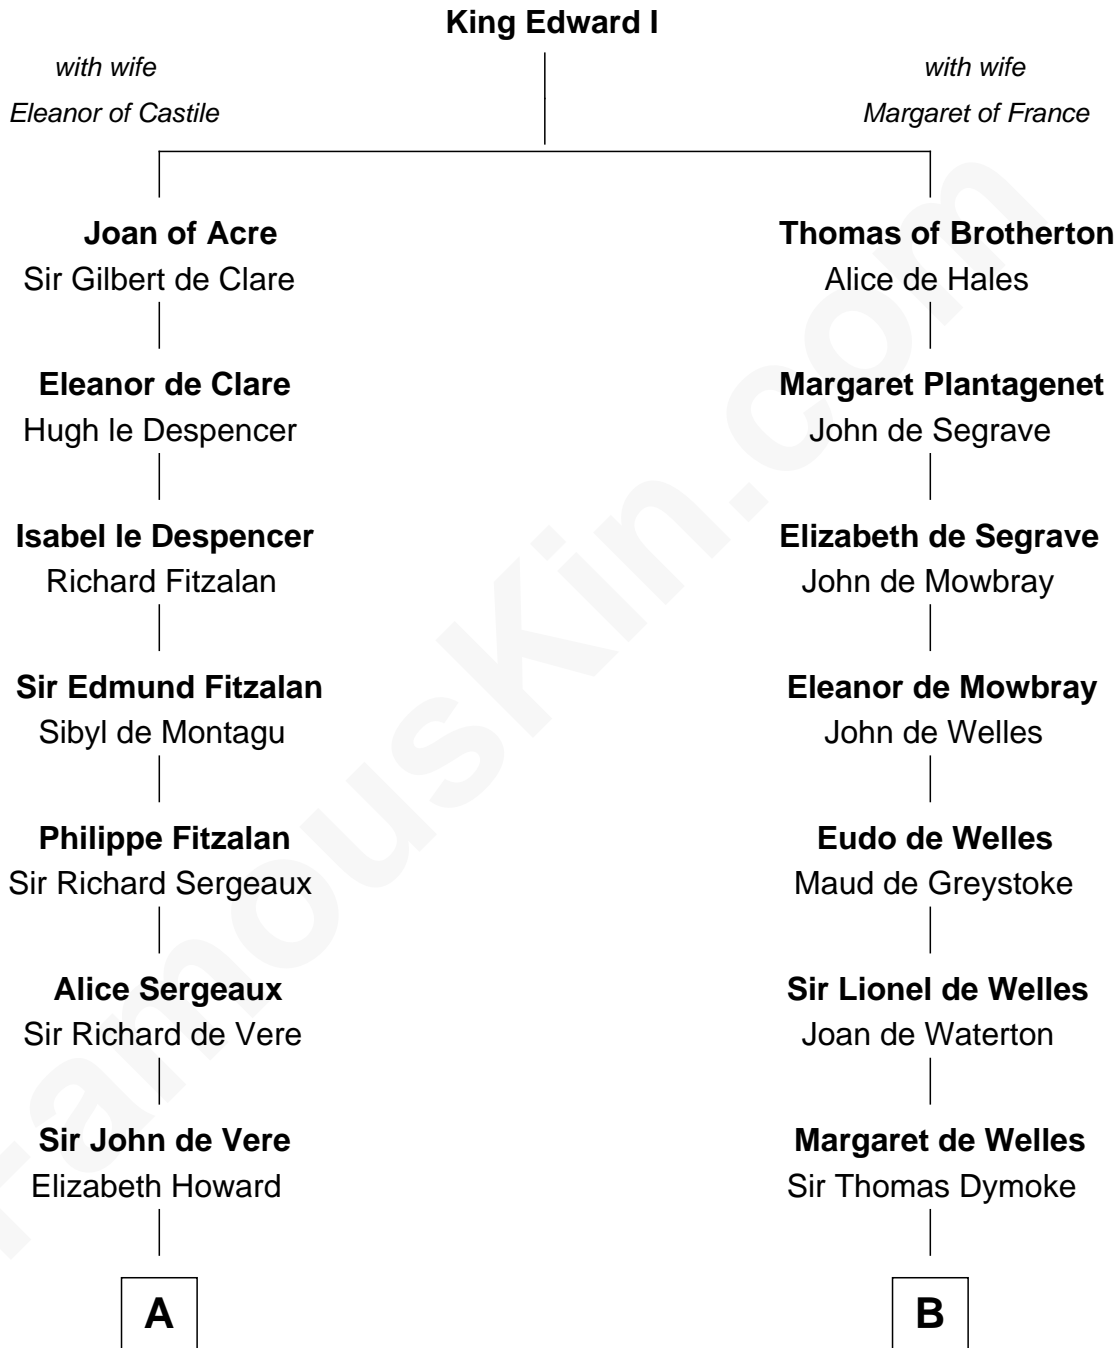 King Edward I
with wife
Eleanor of Castile
with wife
Margaret of France
Joan of Acre
Sir Gilbert de Clare
Thomas of Brotherton
Alice de Hales
Eleanor de Clare
Hugh le Despencer
Margaret Plantagenet
John de Segrave
Isabel le Despencer
Richard Fitzalan
Elizabeth de Segrave
John de Mowbray
Sir Edmund Fitzalan
Sibyl de Montagu
Eleanor de Mowbray
John de Welles
Philippe Fitzalan
Sir Richard Sergeaux
Eudo de Welles
Maud de Greystoke
Alice Sergeaux
Sir Richard de Vere
Sir Lionel de Welles
Joan de Waterton
Sir John de Vere
Elizabeth Howard
Margaret de Welles
Sir Thomas Dymoke
A
B
FamousKin.com